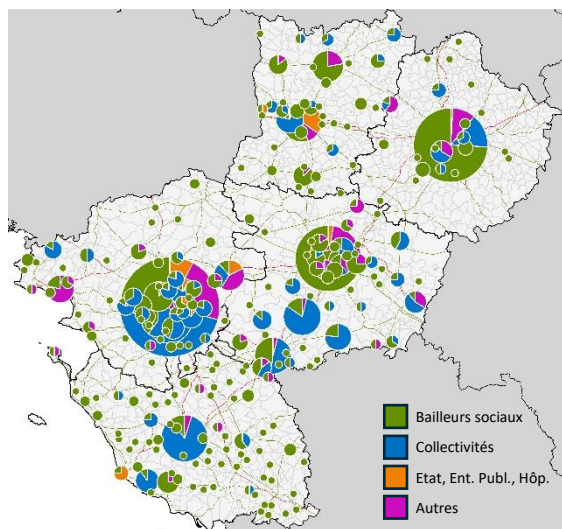 Bailleurs sociaux
Collectivités
Etat, Ent. Publ., Hôp.
Autres